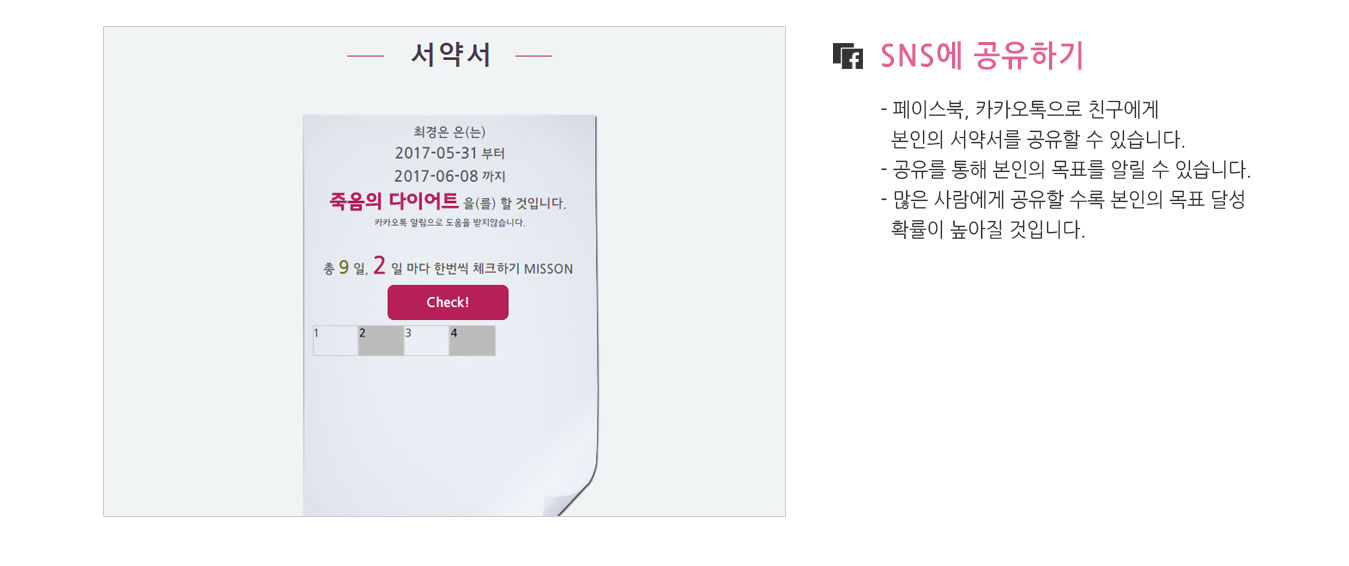 서약서
최경은 은(는)
2017-05-31 부터
2017-06-08 까지
죽음의 다이어트 을(를) 할 것입니다.
카카오톡 알림으로 도움을 받지않습니다.
총 9 일, 2 일 마다 한번씩 체크하기 MISSON
Check!
1 2 3 4
SNS에 공유하기
- 페이스북, 카카오톡으로 친구에게
본인의 서약서를 공유할 수 있습니다.
- 공유를 통해 본인의 목표를 알릴 수 있습니다.
- 많은 사람에게 공유할 수록 본인의 목표 달성
확률이 높아질 것입니다.